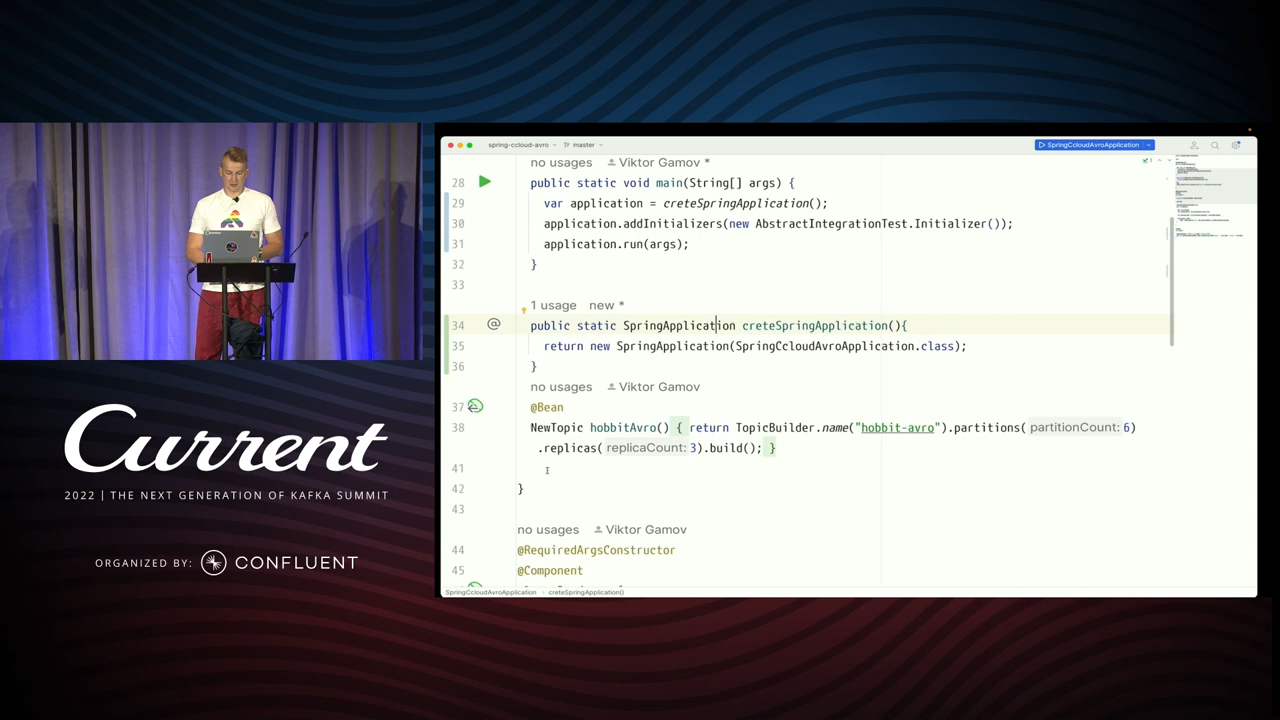 spring-ccloud-avro
master
SpringCcloudAvroApplication
no usages Viktor Gamov *
28 public static void main(String[] args) {
29 var application = creteSpringApplication();
30 application.addInitializers(new AbstractIntegrationTest.Initializer());
31 application.run(args);
32 }
33
1 usage new *
34 public static SpringApplication creteSpringApplication(){
35 return new SpringApplication(SpringCcloudAvroApplication.class);
36 }
no usages Viktor Gamov
37 @Bean
38 NewTopic hobbitAvro() { return TopicBuilder.name("hobbit-avro").partitions( partitionCount: 6)
.replicas( replicaCount: 3).build(); }
41
42 }
43
no usages Viktor Gamov
44 @RequiredArgsConstructor
45 @Component
SpringCcloudAvroApplication > creteSpringApplication()
Current
2022 | THE NEXT GENERATION OF KAFKA SUMMIT
ORGANIZED BY: CONFLUENT